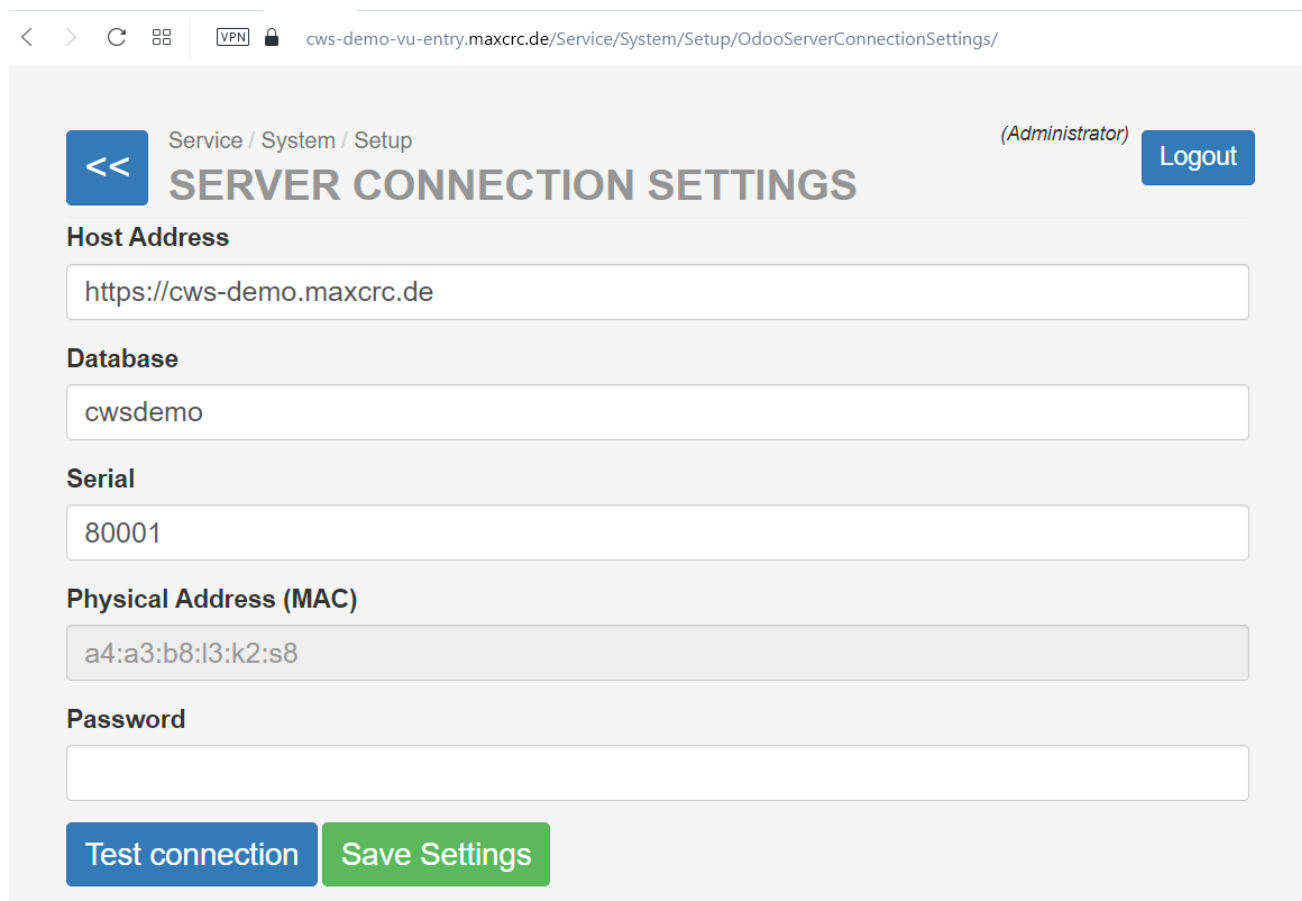 VPN cws-demo-vu-entry.maxcrc.de/Service/System/Setup/OdooServerConnectionSettings/
<< Service / System / Setup (Administrator) Logout
SERVER CONNECTION SETTINGS
Host Address
https://cws-demo.maxcrc.de
Database
cwsdemo
Serial
80001
Physical Address (MAC)
a4:a3:b8:l3:k2:s8
Password
Test connection Save Settings